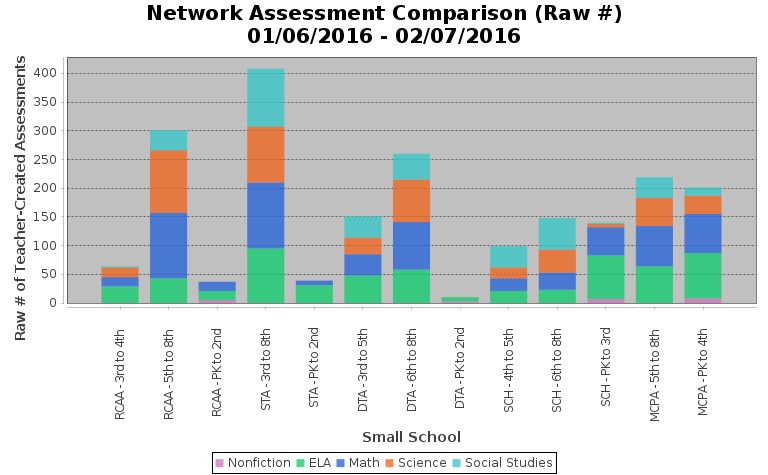 Network Assessment Comparison (Raw #)
01/06/2016 - 02/07/2016
Raw # of Teacher-Created Assessments
400
350
300
250
200
150
100
50
0
RCAA - 3rd to 4th
RCAA - 5th to 8th
RCAA - PK to 2nd
STA - 3rd to 8th
STA - PK to 2nd
DTA - 3rd to 5th
DTA - 6th to 8th
DTA - PK to 2nd
SCH - 4th to 5th
SCH - 6th to 8th
SCH - PK to 3rd
MCPA - 5th to 8th
MCPA - PK to 4th
Small School
Nonfiction ELA Math Science Social Studies